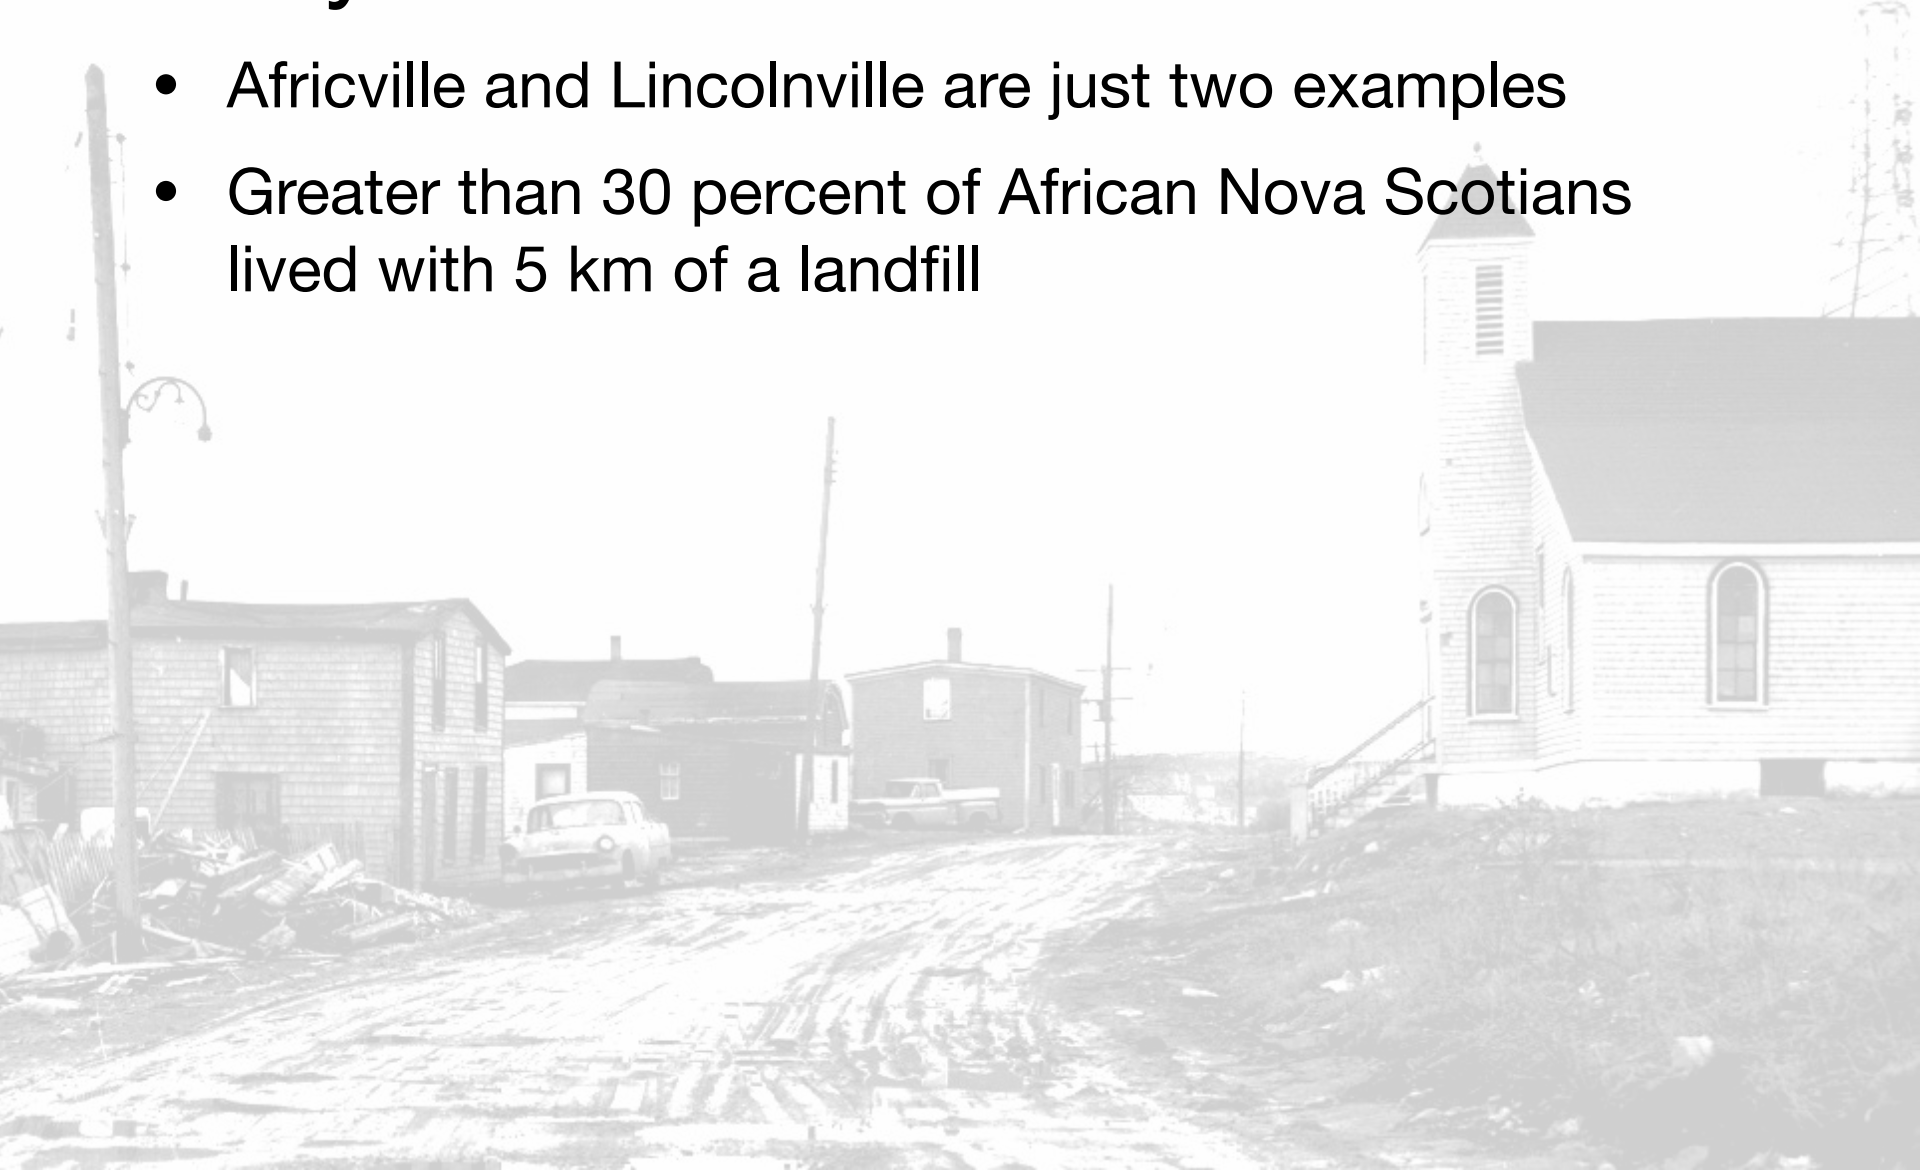 • Africville and Lincolnville are just two examples
• Greater than 30 percent of African Nova Scotians
lived with 5 km of a landfill